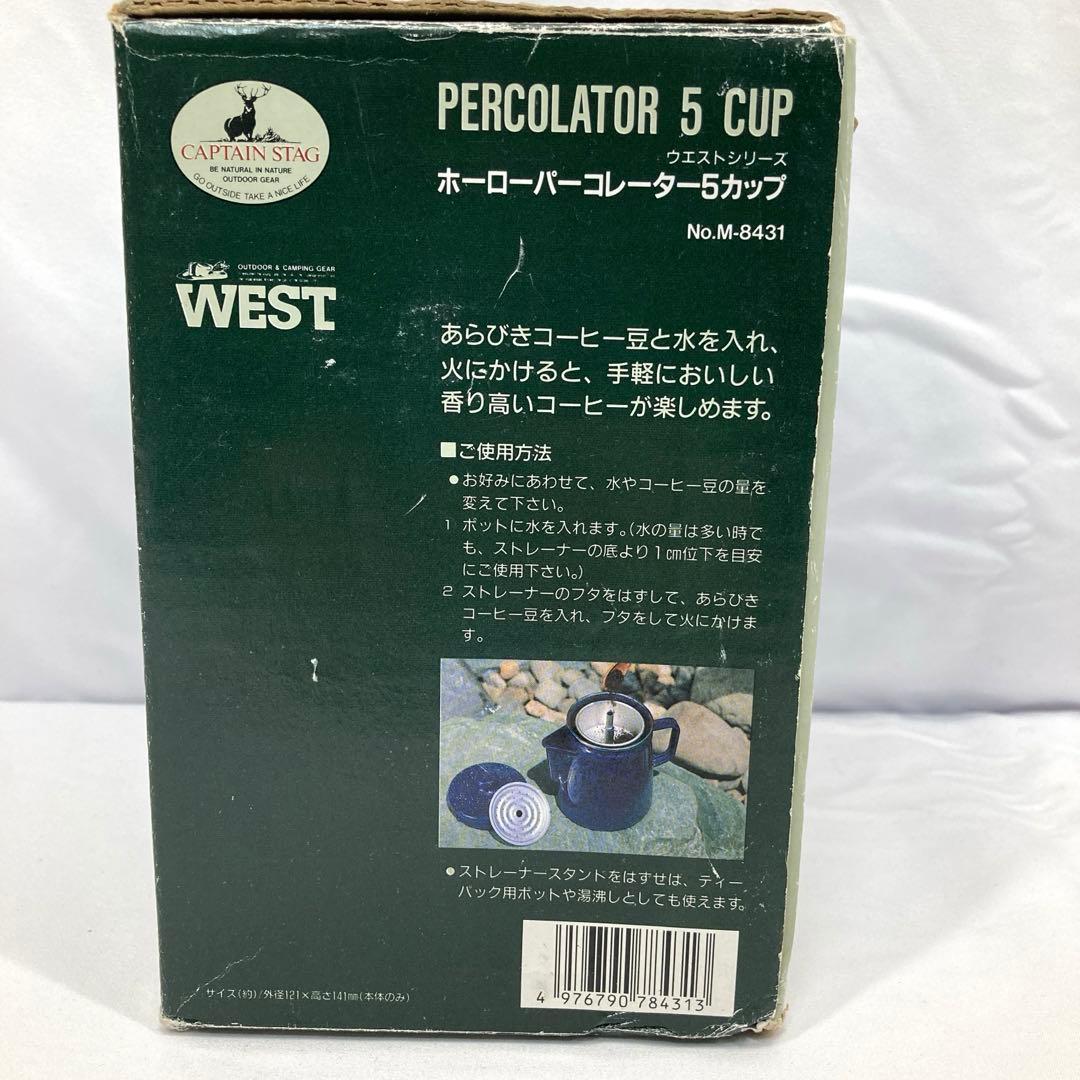 CAPTAIN STAG
BE NATURAL IN NATURE
OUTDOOR GEAR
GO OUTSIDE TAKE A NICE LIFE
OUTDOOR & CAMPING GEAR
WEST
PERCOLATOR 5 CUP
ウエストシリーズ
ホーローパーコレーター5カップ
No.M-8431
あらびきコーヒー豆と水を入れ、
火にかけると、手軽においしい
香り高いコーヒーが楽しめます。
■ご使用方法
●お好みにあわせて、水やコーヒー豆の量を
変えて下さい。
1 ポットに水を入れます。(水の量は多い時で
も、ストレーナーの底より1cm位下を目安
にご使用下さい。)
2 ストレーナーのフタをはずして、あらびき
コーヒー豆を入れ、フタをして火にかけま
す。
●ストレーナースタンドをはずせば、ティー
バック用ポットや湯沸しとしても使えます。
サイズ(約)/外径121×高さ141mm(本体のみ)
4 976790 784313